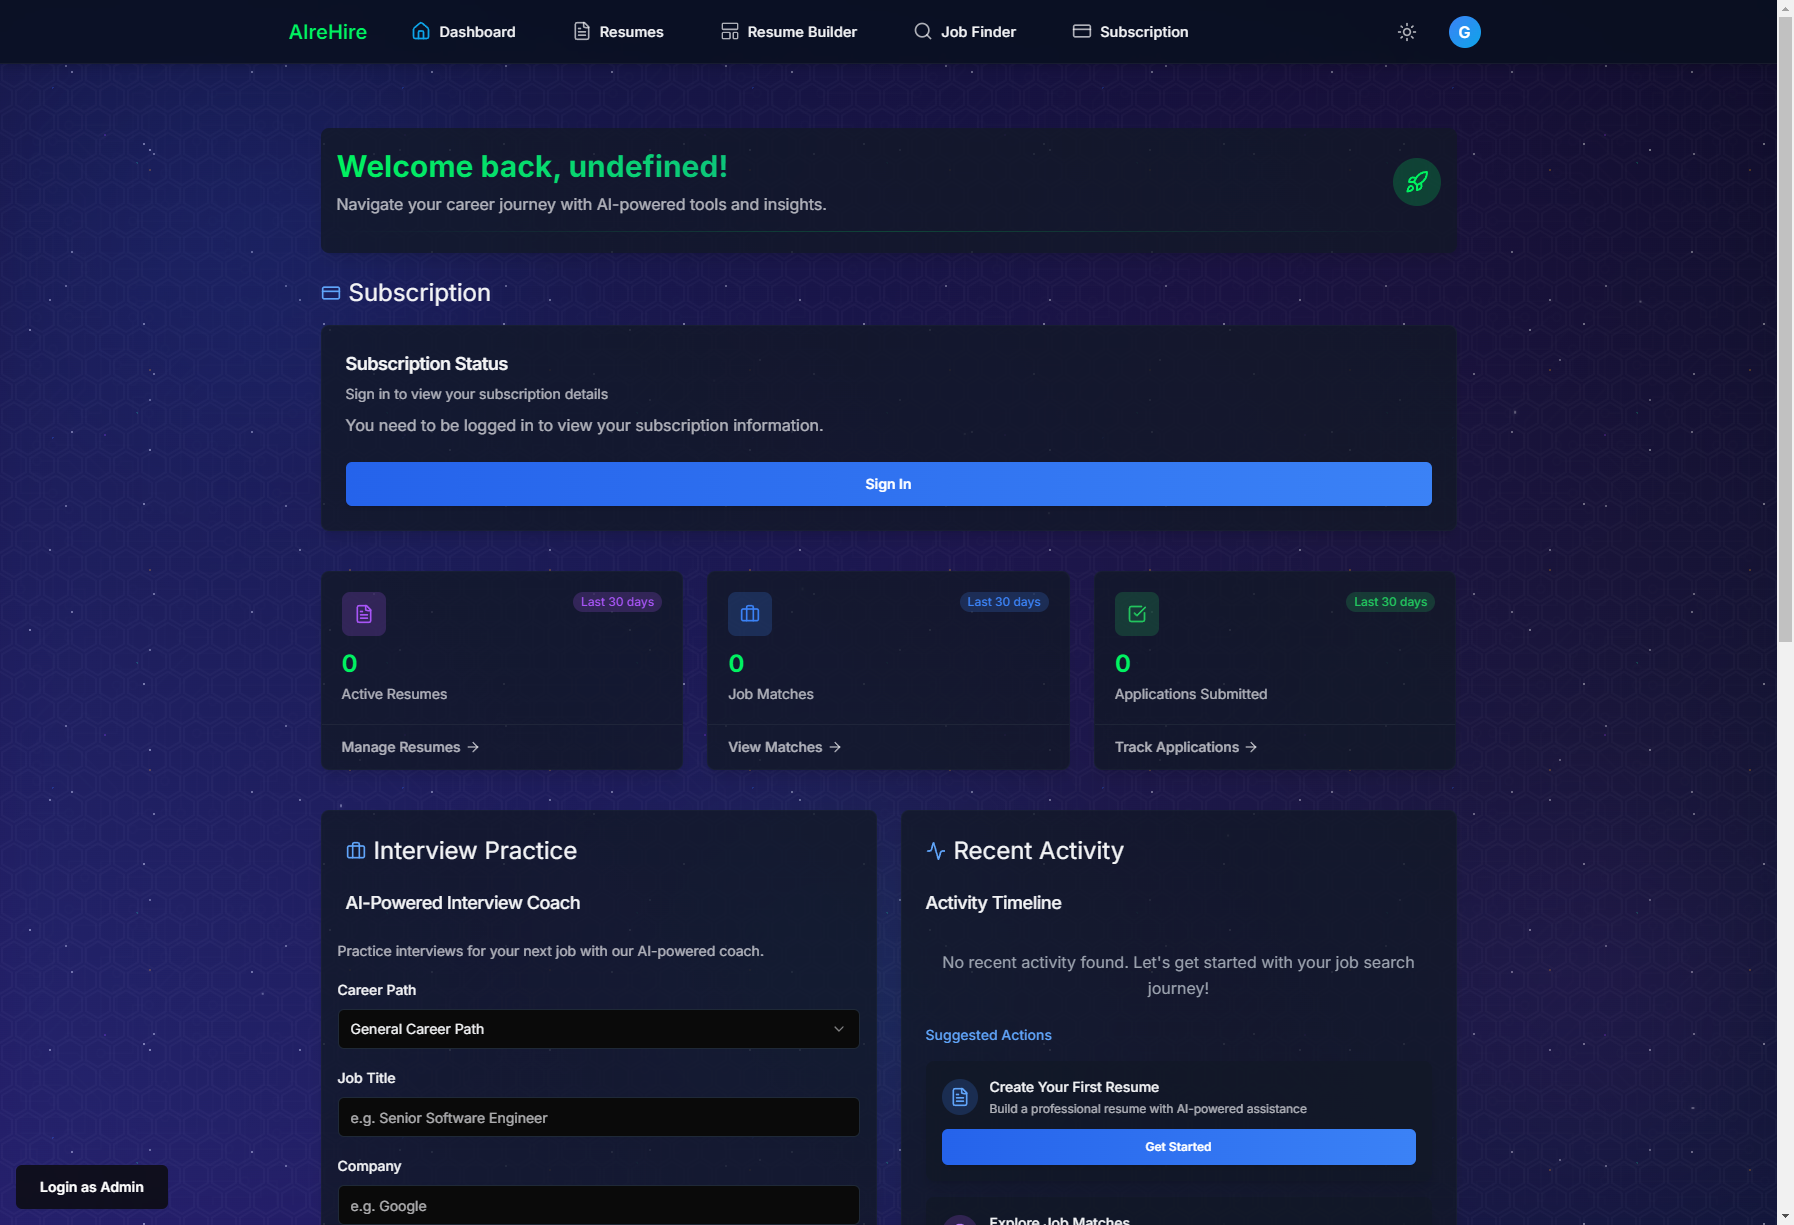 AIreHire
Dashboard
Resumes
Resume Builder
Job Finder
Subscription
G
Welcome back, undefined!
Navigate your career journey with AI-powered tools and insights.
Subscription
Subscription Status
Sign in to view your subscription details
You need to be logged in to view your subscription information.
Sign In
Last 30 days
0
Active Resumes
Manage Resumes →
Last 30 days
0
Job Matches
View Matches →
Last 30 days
0
Applications Submitted
Track Applications →
Interview Practice
AI-Powered Interview Coach
Practice interviews for your next job with our AI-powered coach.
Career Path
General Career Path
Job Title
e.g. Senior Software Engineer
Company
e.g. Google
Recent Activity
Activity Timeline
No recent activity found. Let's get started with your job search
journey!
Suggested Actions
Create Your First Resume
Build a professional resume with AI-powered assistance
Get Started
Explore Job Matches
Login as Admin